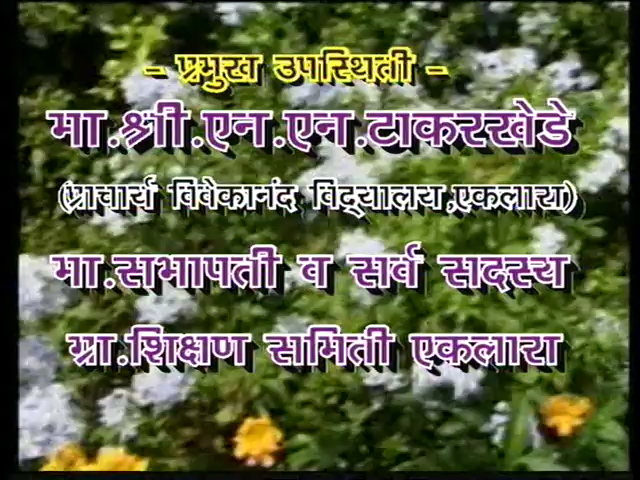 - प्रमुख उपस्थिती -
मा.श्री.एन.एन.टाकरखेडे
(प्राचार्य विवेकानंद विद्यालय,एकलारा)
मा.सभापती व सर्व सदस्य
ग्रा.शिक्षण समिती एकलारा